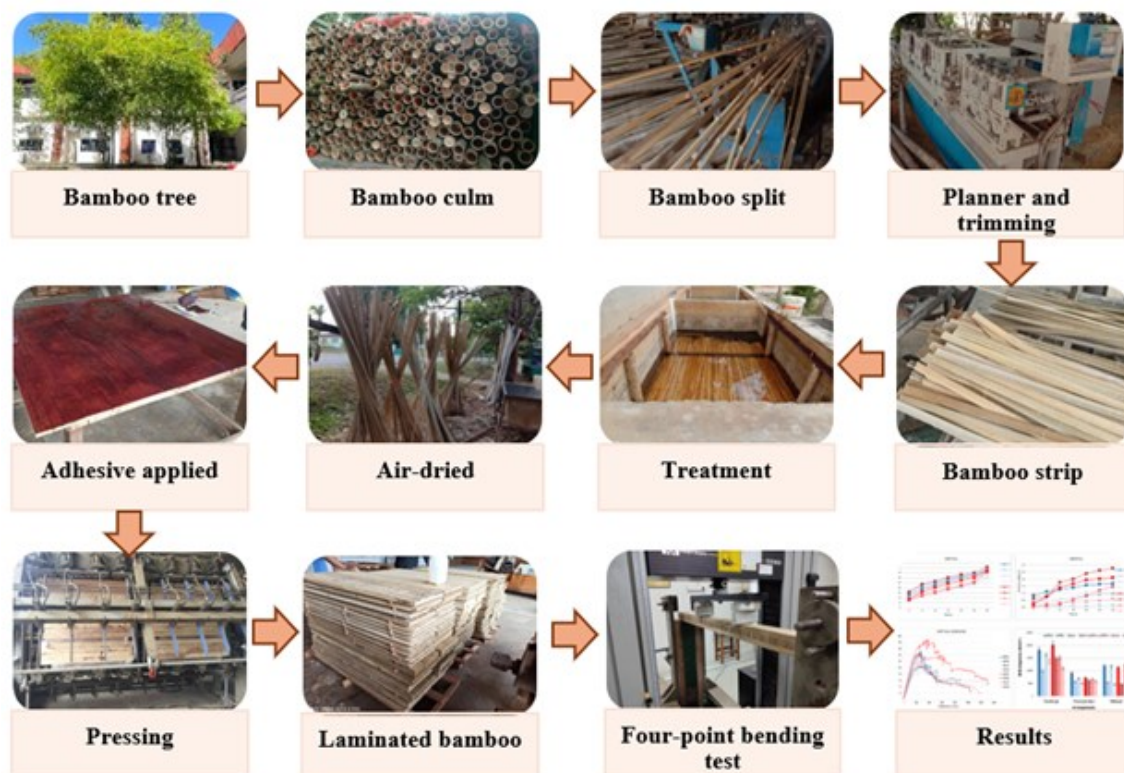 Bamboo tree
Bamboo culm
Bamboo split
Planner and
trimming
Bamboo strip
Treatment
Air-dried
Adhesive applied
Pressing
Laminated bamboo
Four-point bending
test
Results